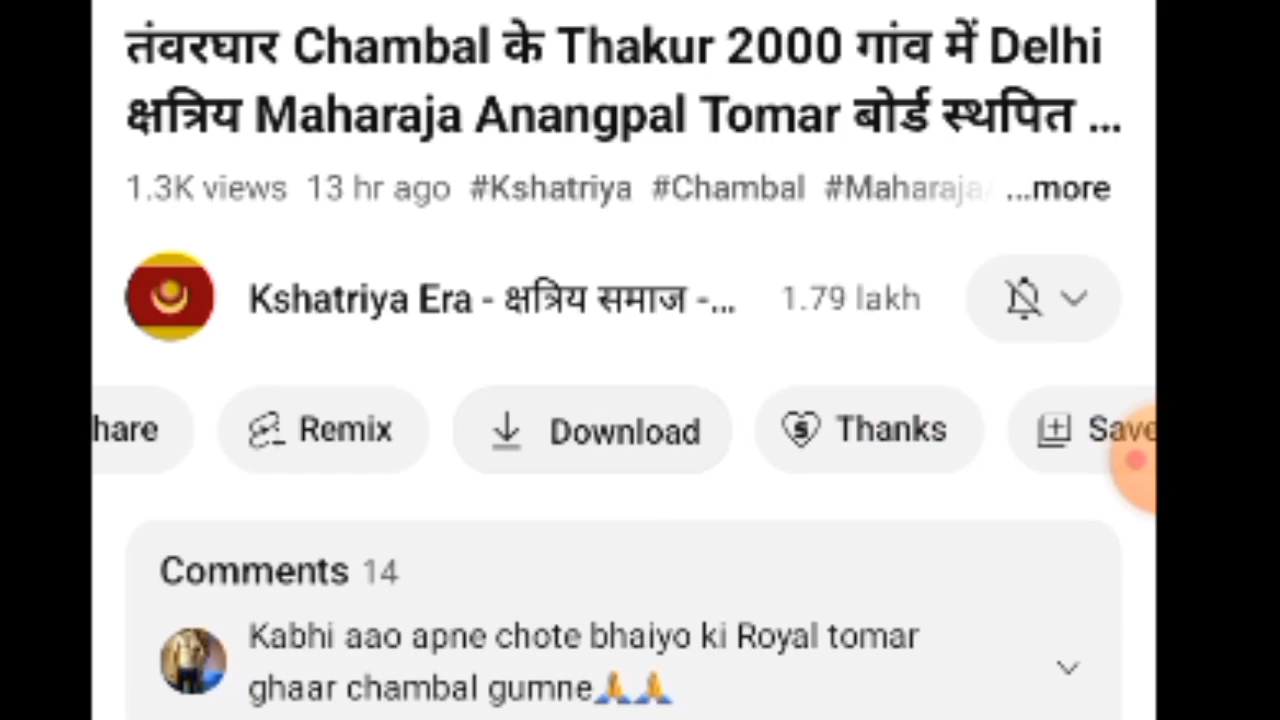 तंवरघार Chambal के Thakur 2000 गांव में Delhi
क्षत्रिय Maharaja Anangpal Tomar बोर्ड स्थपित ...
1.3K views 13 hr ago #Kshatriya #Chambal #Maharaja ...more
Kshatriya Era - क्षत्रिय समाज -... 1.79 lakh
hare Remix Download Thanks Save
Comments 14
Kabhi aao apne chote bhaiyo ki Royal tomar
ghaar chambal gumne🙏🙏